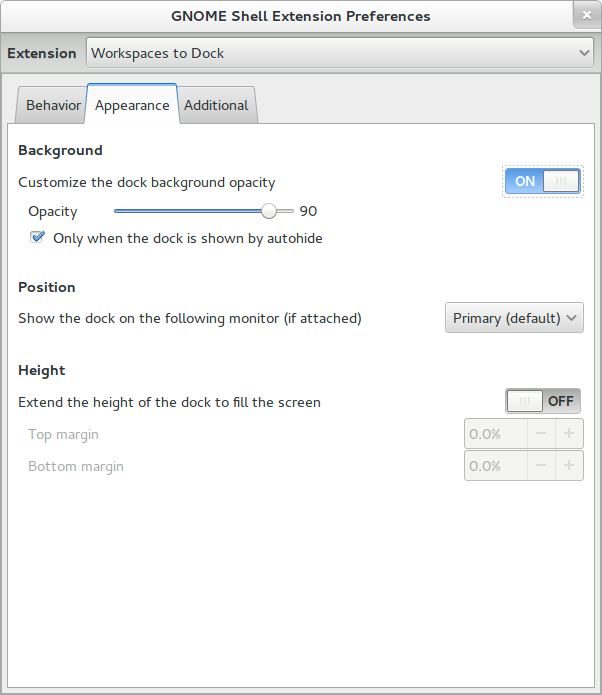 GNOME Shell Extension Preferences
Extension Workspaces to Dock
Behavior Appearance Additional
Background
Customize the dock background opacity ON
Opacity 90
Only when the dock is shown by autohide
Position
Show the dock on the following monitor (if attached) Primary (default)
Height
Extend the height of the dock to fill the screen OFF
Top margin 0.0% − +
Bottom margin 0.0% − +